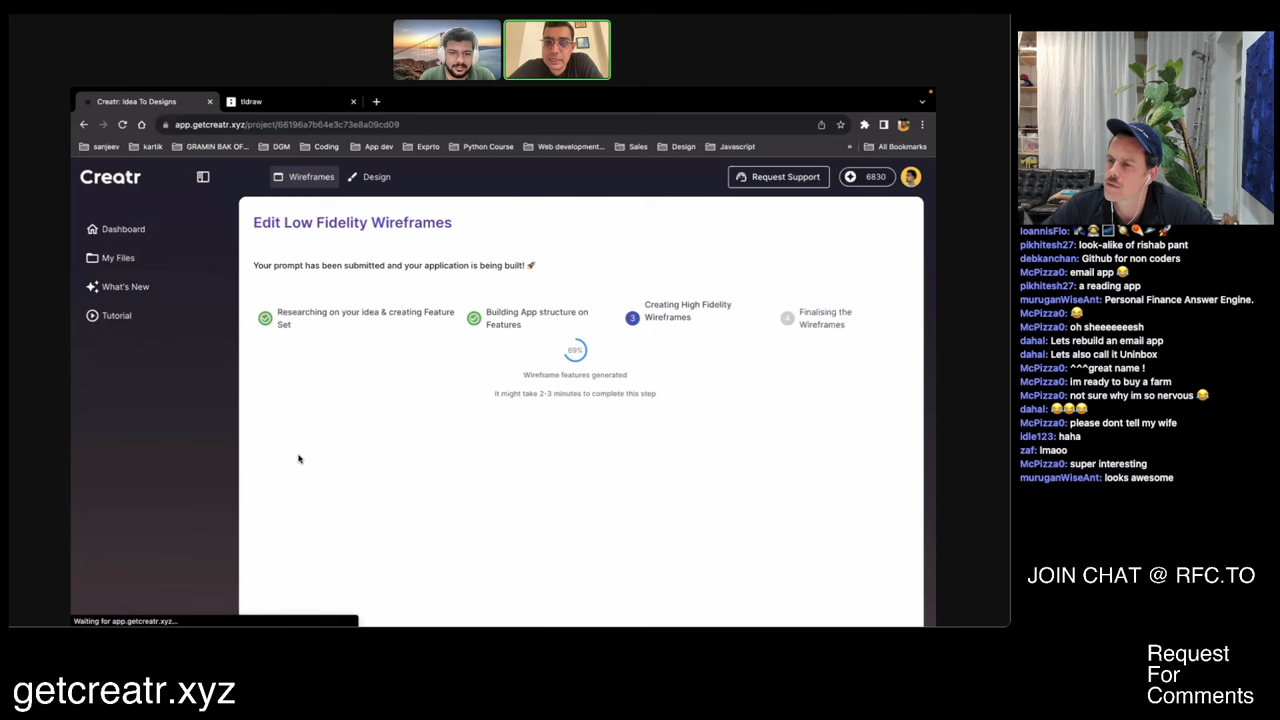 Creatr: Idea To Designs
tldraw
app.getcreatr.xyz/project/66196a7b64e3c73e8a09cd09
sanjeev
kartik
GRAMIN BAK OF...
DGM
Coding
App dev
Exprto
Python Course
Web development...
Sales
Design
Javascript
»
All Bookmarks
Creatr
Wireframes
Design
Request Support
6830
Dashboard
My Files
What's New
Tutorial
Edit Low Fidelity Wireframes
Your prompt has been submitted and your application is being built! 🚀
Researching on your idea & creating Feature
Set
Building App structure on
Features
3
Creating High Fidelity
Wireframes
4
Finalising the
Wireframes
69%
Wireframe features generated
it might take 2-3 minutes to complete this step
Waiting for app.getcreatr.xyz...
IoannisFlo:
pikhitesh27: look-alike of rishab pant
debkanchan: Github for non coders
McPizza0: email app 😂
pikhitesh27: a reading app
muruganWiseAnt: Personal Finance Answer Engine.
McPizza0: 😂
McPizza0: oh sheeeeeesh
dahal: Lets rebuild an email app
dahal: Lets also call it Uninbox
McPizza0: ^^^great name !
McPizza0: im ready to buy a farm
McPizza0: not sure why im so nervous 😂
dahal: 😂😂😂
McPizza0: please dont tell my wife
idle123: haha
zaf: lmaoo
McPizza0: super interesting
muruganWiseAnt: looks awesome
JOIN CHAT @ RFC.TO
Request
For
Comments
getcreatr.xyz